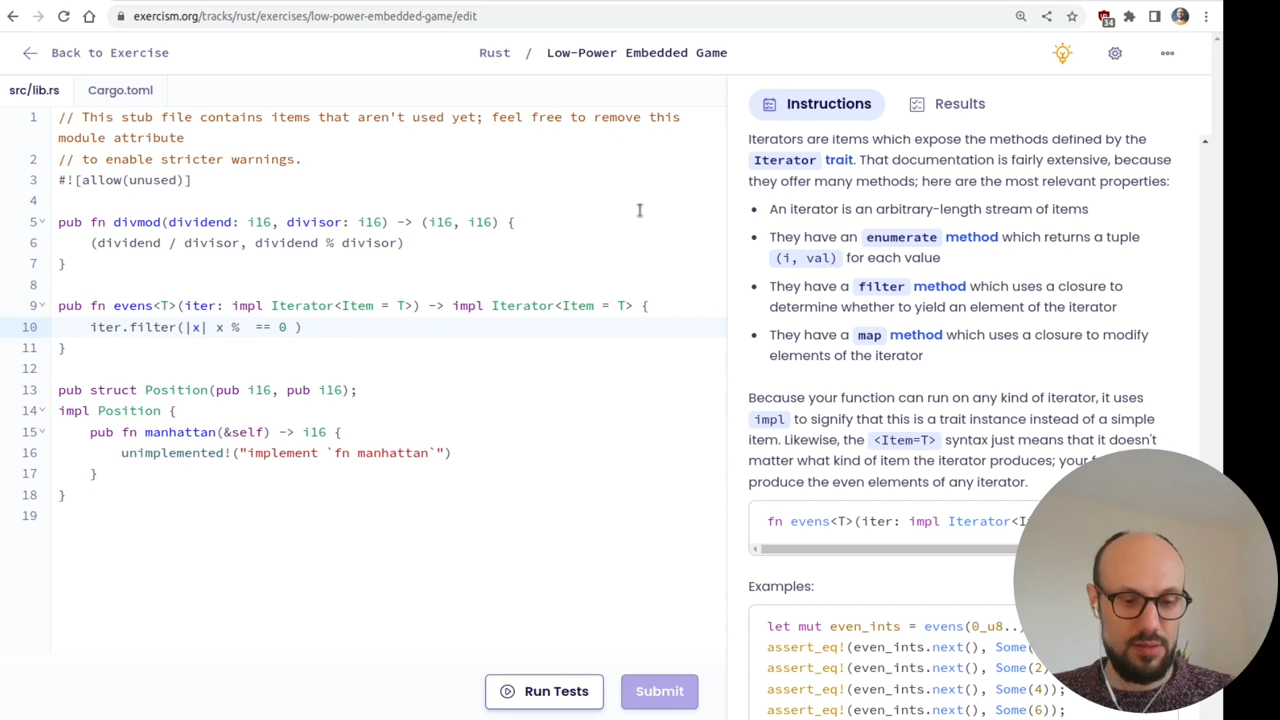 exercism.org/tracks/rust/exercises/low-power-embedded-game/edit
34
Back to Exercise
Rust / Low-Power Embedded Game
src/lib.rs
Cargo.toml
Instructions
Results
1 // This stub file contains items that aren't used yet; feel free to remove this
module attribute
2 // to enable stricter warnings.
3 #![allow(unused)]
4
5 pub fn divmod(dividend: i16, divisor: i16) -> (i16, i16) {
6 (dividend / divisor, dividend % divisor)
7 }
8
9 pub fn evens<T>(iter: impl Iterator<Item = T>) -> impl Iterator<Item = T> {
10 iter.filter(|x| x %  == 0 )
11 }
12
13 pub struct Position(pub i16, pub i16);
14 impl Position {
15 pub fn manhattan(&self) -> i16 {
16 unimplemented!("implement `fn manhattan`")
17 }
18 }
19
Run Tests
Submit
Iterators are items which expose the methods defined by the
Iterator trait. That documentation is fairly extensive, because
they offer many methods; here are the most relevant properties:
• An iterator is an arbitrary-length stream of items
• They have an enumerate method which returns a tuple
(i, val) for each value
• They have a filter method which uses a closure to
determine whether to yield an element of the iterator
• They have a map method which uses a closure to modify
elements of the iterator
Because your function can run on any kind of iterator, it uses
impl to signify that this is a trait instance instead of a simple
item. Likewise, the <Item=T> syntax just means that it doesn't
matter what kind of item the iterator produces; your
produce the even elements of any iterator.
fn evens<T>(iter: impl Iterator<I
Examples:
let mut even_ints = evens(0_u8..)
assert_eq!(even_ints.next(), Some(
assert_eq!(even_ints.next(), Some(2)
assert_eq!(even_ints.next(), Some(4));
assert_eq!(even_ints.next(), Some(6));